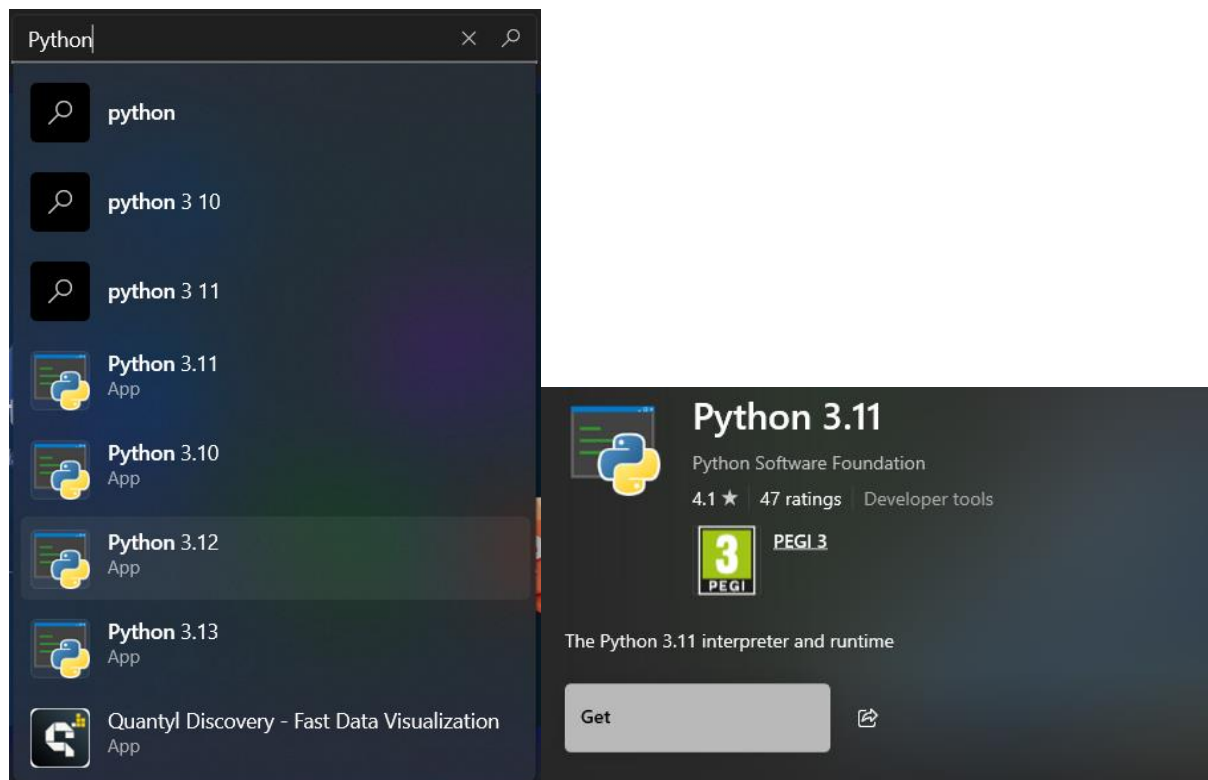 Python
python
python 3 10
python 3 11
Python 3.11
App
Python 3.10
App
Python 3.12
App
Python 3.13
App
Quantyl Discovery - Fast Data Visualization
App
Python 3.11
Python Software Foundation
4.1 ★ 47 ratings Developer tools
3
PEGI
PEGI 3
The Python 3.11 interpreter and runtime
Get